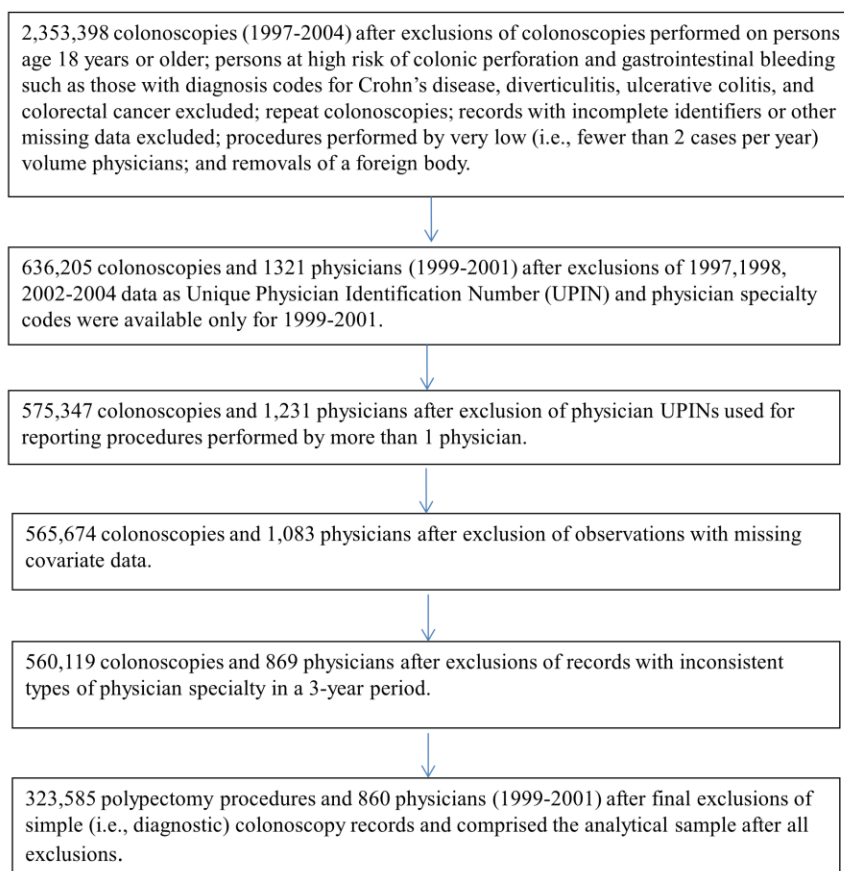 2,353,398 colonoscopies (1997-2004) after exclusions of colonoscopies performed on persons
age 18 years or older; persons at high risk of colonic perforation and gastrointestinal bleeding
such as those with diagnosis codes for Crohn's disease, diverticulitis, ulcerative colitis, and
colorectal cancer excluded; repeat colonoscopies; records with incomplete identifiers or other
missing data excluded; procedures performed by very low (i.e., fewer than 2 cases per year)
volume physicians; and removals of a foreign body.
636,205 colonoscopies and 1321 physicians (1999-2001) after exclusions of 1997,1998,
2002-2004 data as Unique Physician Identification Number (UPIN) and physician specialty
codes were available only for 1999-2001.
575,347 colonoscopies and 1,231 physicians after exclusion of physician UPINs used for
reporting procedures performed by more than 1 physician.
565,674 colonoscopies and 1,083 physicians after exclusion of observations with missing
covariate data.
560,119 colonoscopies and 869 physicians after exclusions of records with inconsistent
types of physician specialty in a 3-year period.
323,585 polypectomy procedures and 860 physicians (1999-2001) after final exclusions of
simple (i.e., diagnostic) colonoscopy records and comprised the analytical sample after all
exclusions.